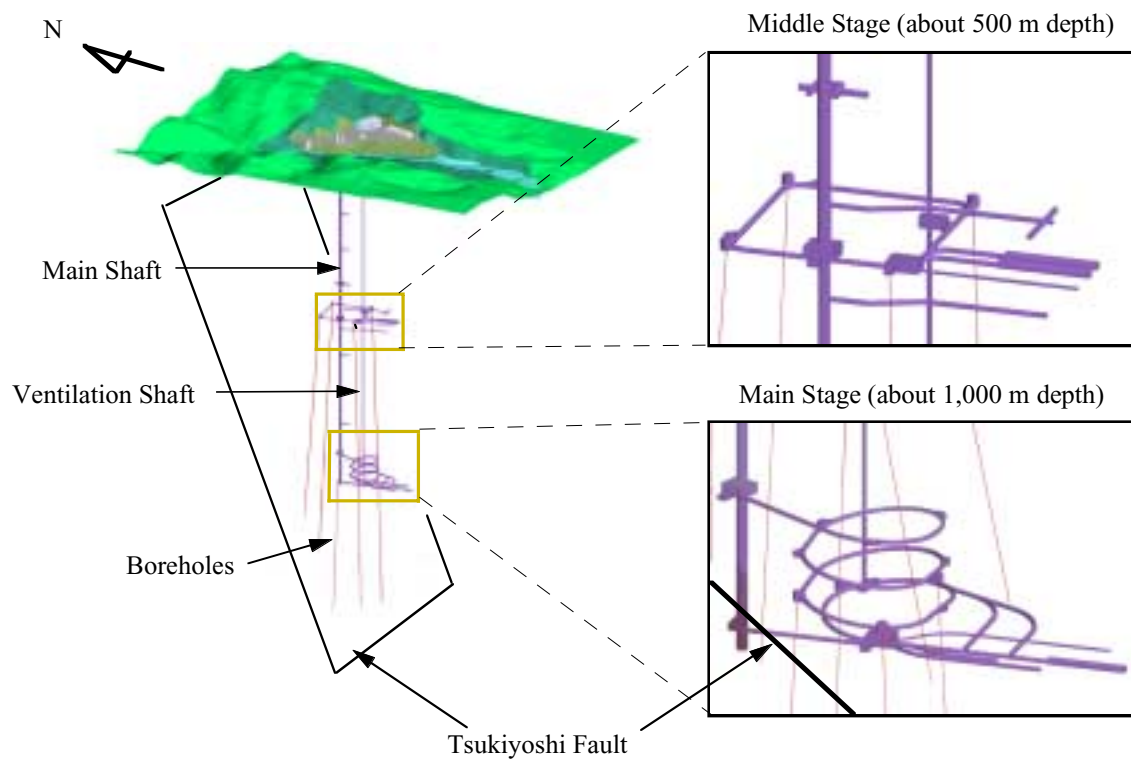 N
Middle Stage (about 500 m depth)
Main Shaft
Ventilation Shaft
Main Stage (about 1,000 m depth)
Boreholes
Tsukiyoshi Fault